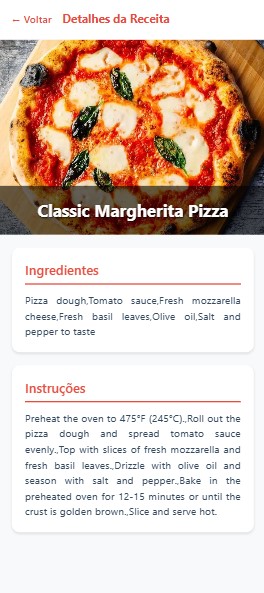 ← Voltar Detalhes da Receita
Classic Margherita Pizza
Ingredientes
Pizza dough,Tomato sauce,Fresh mozzarella
cheese,Fresh basil leaves,Olive oil,Salt and
pepper to taste
Instruções
Preheat the oven to 475°F (245°C).,Roll out the
pizza dough and spread tomato sauce
evenly.,Top with slices of fresh mozzarella and
fresh basil leaves.,Drizzle with olive oil and
season with salt and pepper.,Bake in the
preheated oven for 12-15 minutes or until the
crust is golden brown.,Slice and serve hot.